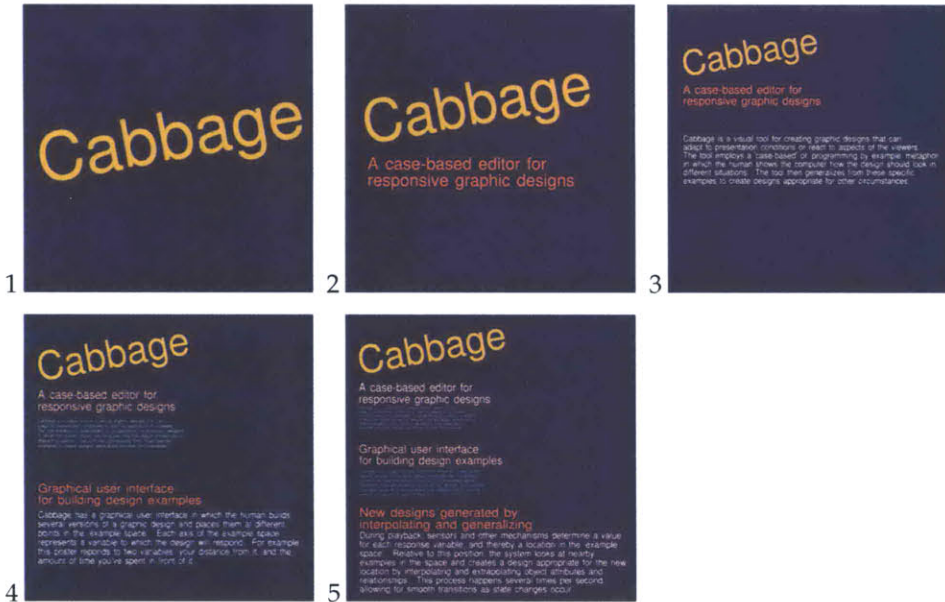 Cabbage
1
Cabbage
A case-based editor for
responsive graphic designs
2
Cabbage
A case-based editor for
responsive graphic designs
Cabbage is a visual tool for creating graphic designs that can
adapt to presentation conditions or react to aspects of the viewers.
The tool employs a 'case-based' or programming by example, metaphor
in which the human shows the computer how the design should look in
different situations. The tool then generalizes from these specific
examples to create designs appropriate for other circumstances.
3
Cabbage
A case-based editor for
responsive graphic designs
Graphical user interface
for building design examples
Cabbage has a graphical user interface in which the human builds
several versions of a graphic design and places them at different
points in the example space. Each axis of the example space
represents a variable to which the design will respond. For example
this poster reponds to two variables, your distance from it, and the
amount of time you've spent in front of it.
4
Cabbage
A case-based editor for
responsive graphic designs
Graphical user interface
for building design examples
New designs generated by
interpolating and generalizing
During playback, sensors and other mechanisms determine a value
for each response variable, and thereby a location in the example
space. Relative to this position, the system looks at nearby
examples in the space and creates a design appropriate for the new
location by interpolating and extrapolating object attributes and
relationships. This process happens several times per second
allowing for smooth transitions as state changes occur.
5